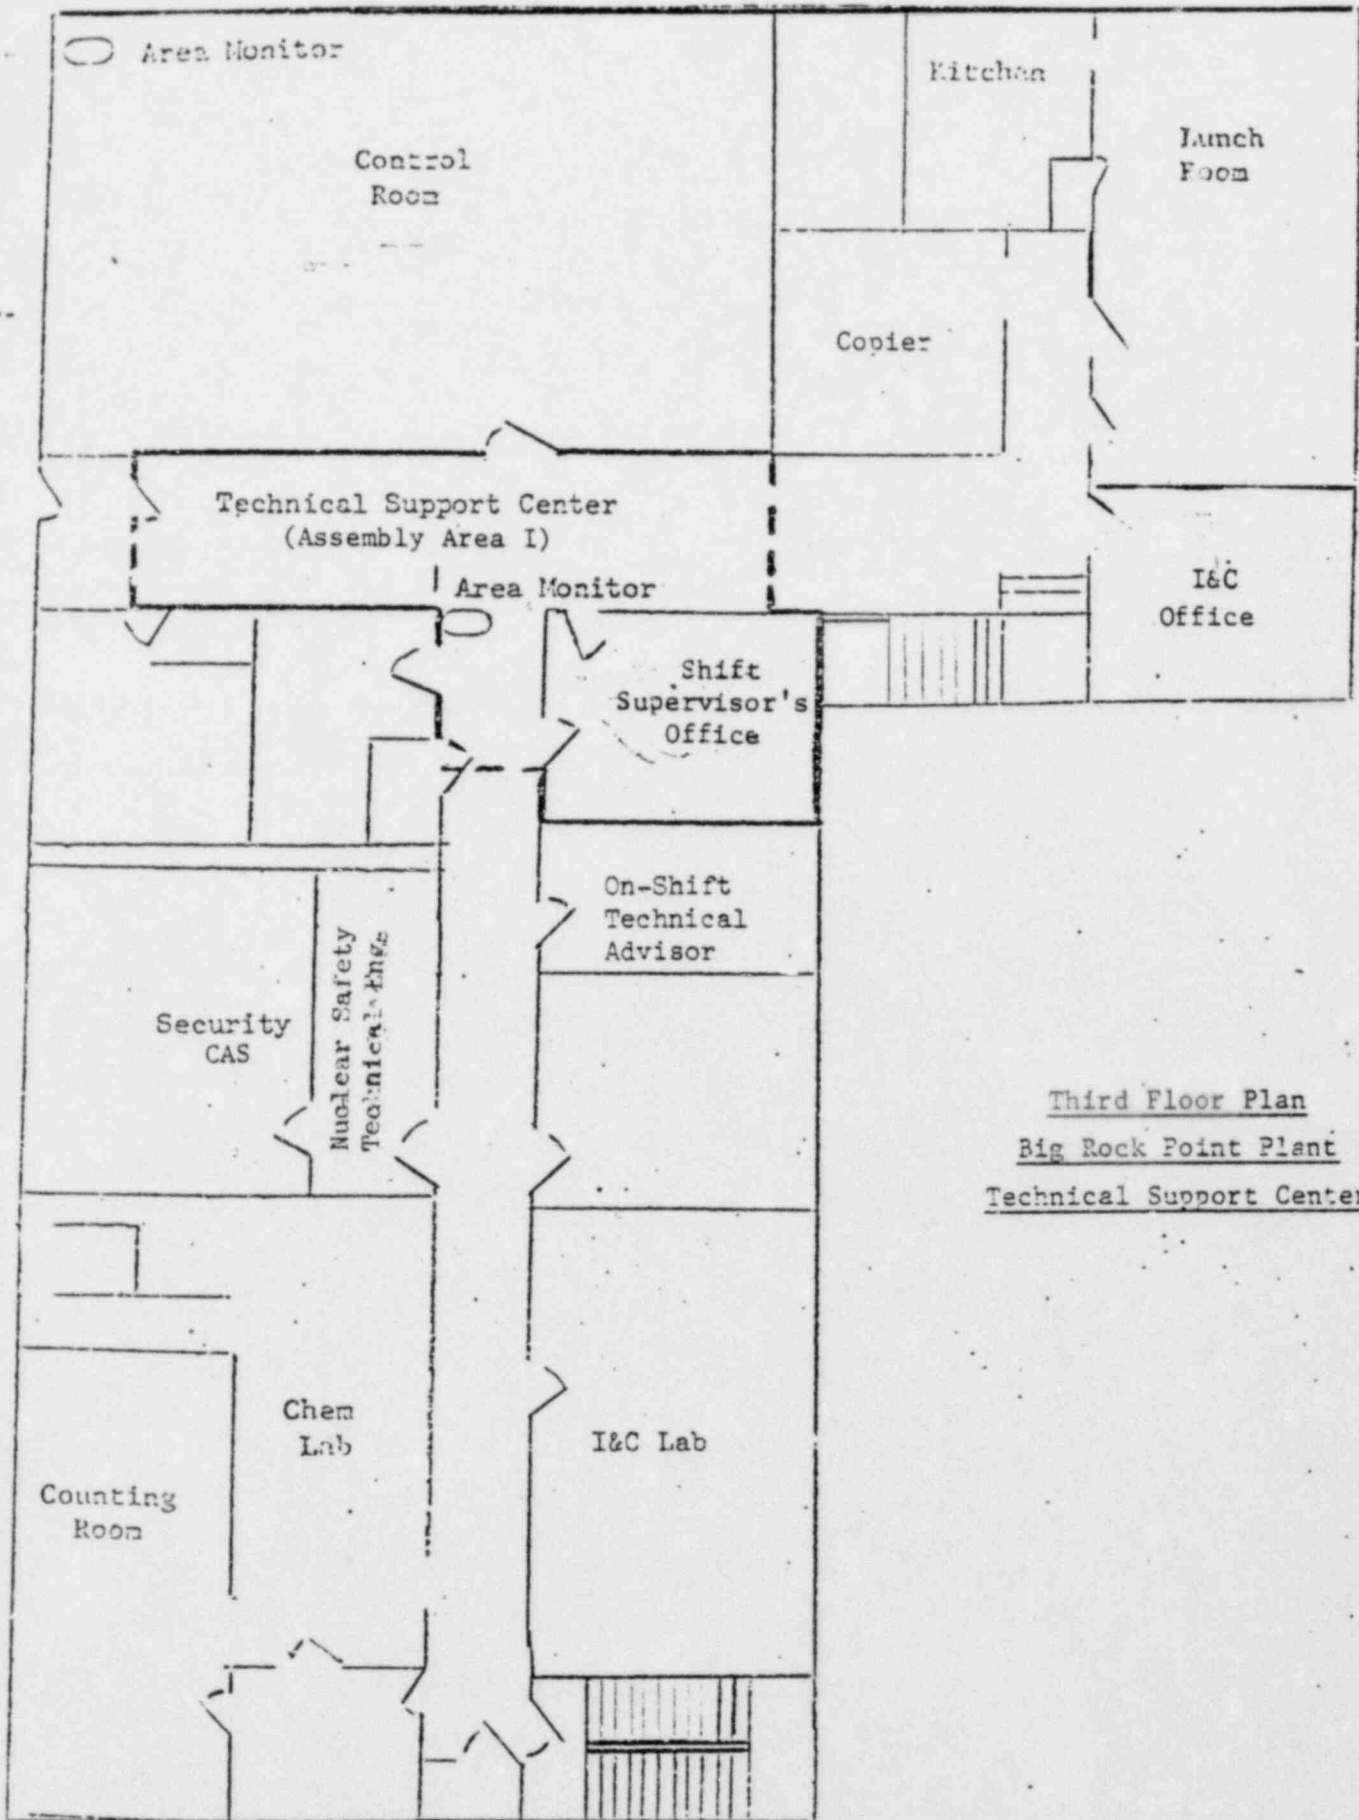 Area Monitor
Kitchen
Control
Room
Lunch
Room
Copier
Technical Support Center
(Assembly Area I)
Area Monitor
I&C
Office
Shift
Supervisor's
Office
On-Shift
Technical
Advisor
Security
CAS
Nuclear Safety
Technical Engs
Third Floor Plan
Big Rock Point Plant
Technical Support Center
Chem
Lab
I&C Lab
Counting
Room